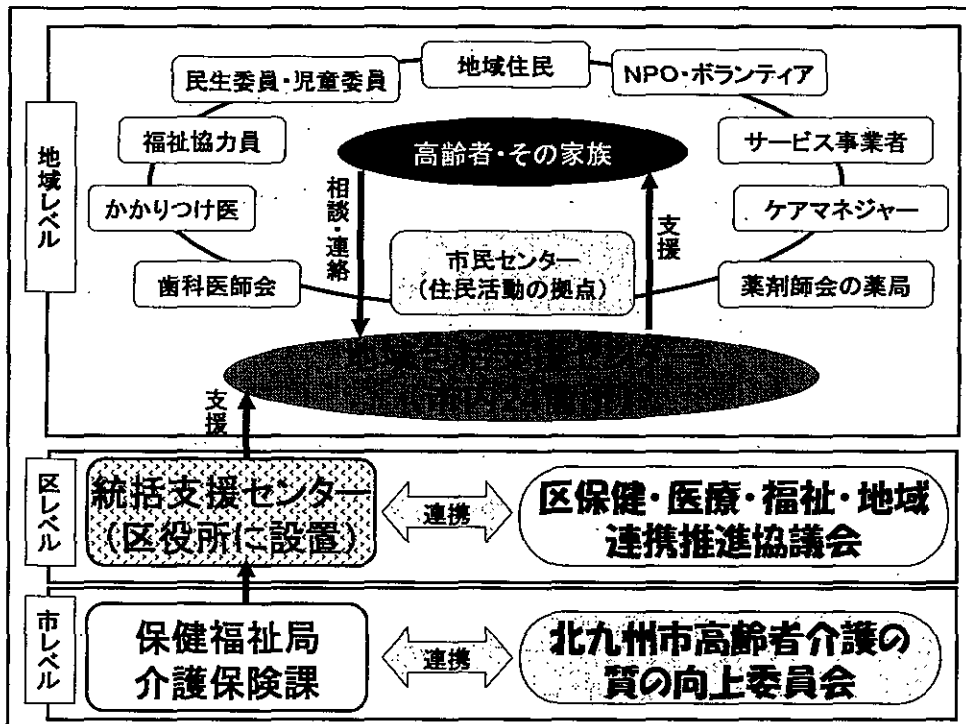 地域レベル
民生委員・児童委員
地域住民
NPO・ボランティア
福祉協力員
高齢者・その家族
サービス事業者
かかりつけ医
相談・連絡
支援
ケアマネジャー
歯科医師会
市民センター
(住民活動の拠点)
薬剤師会の薬局
支援
区レベル
統括支援センター
(区役所に設置)
連携
区保健・医療・福祉・地域
連携推進協議会
市レベル
保健福祉局
介護保険課
連携
北九州市高齢者介護の
質の向上委員会